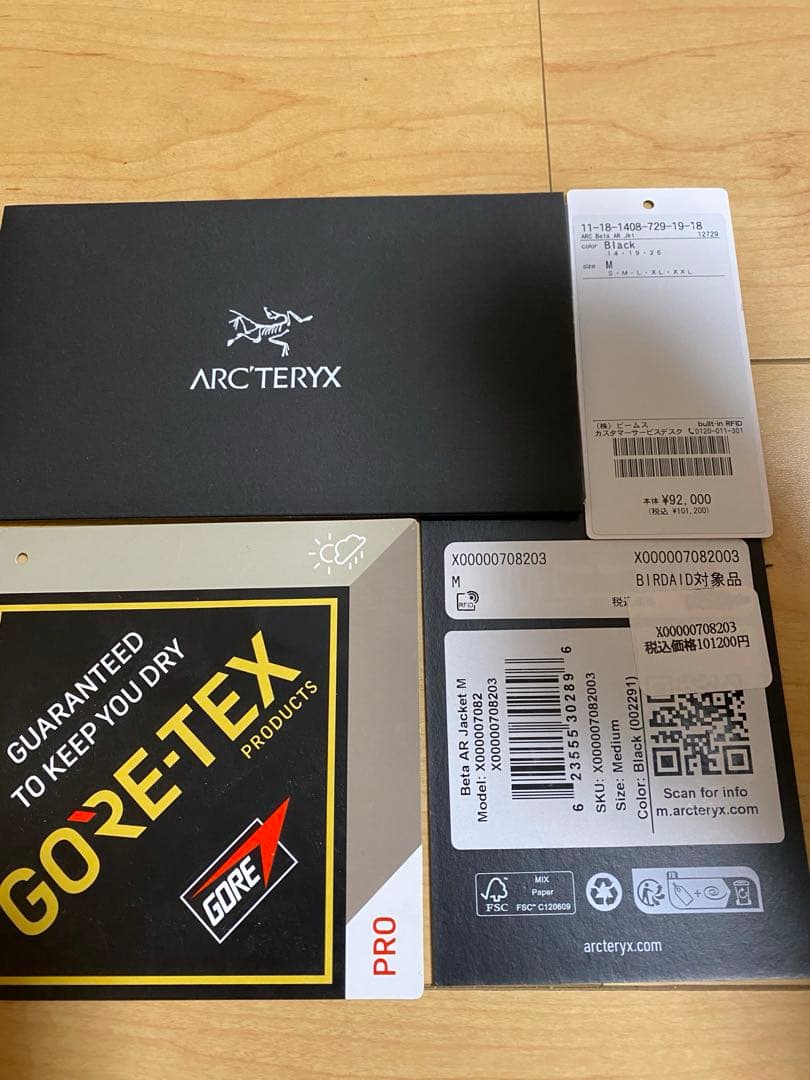 ARC'TERYX
11-18-1408-729-19-18
ARC Beta AR Jkt 12729
color Black
14・19・26
size M
S・M・L・XL・XXL
(株) ビームス built-in RFID
カスタマーサービスデスク 0120-011-301
本体 ¥92,000
(税込 ¥101,200)
GUARANTEED
TO KEEP YOU DRY
GORE-TEX
PRODUCTS
GORE
PRO
X00000708203 X000007082003
M BIRDAID対象品
RFID 税込
X00000708203
税込価格101200円
Beta AR Jacket M
Model: X000007082
X00000708203
6 23555 30289 6
SKU: X000007082003
Size: Medium
Color: Black (002291)
Scan for info
m.arcteryx.com
FSC
MIX
Paper
FSC™ C120609
FR
arcteryx.com